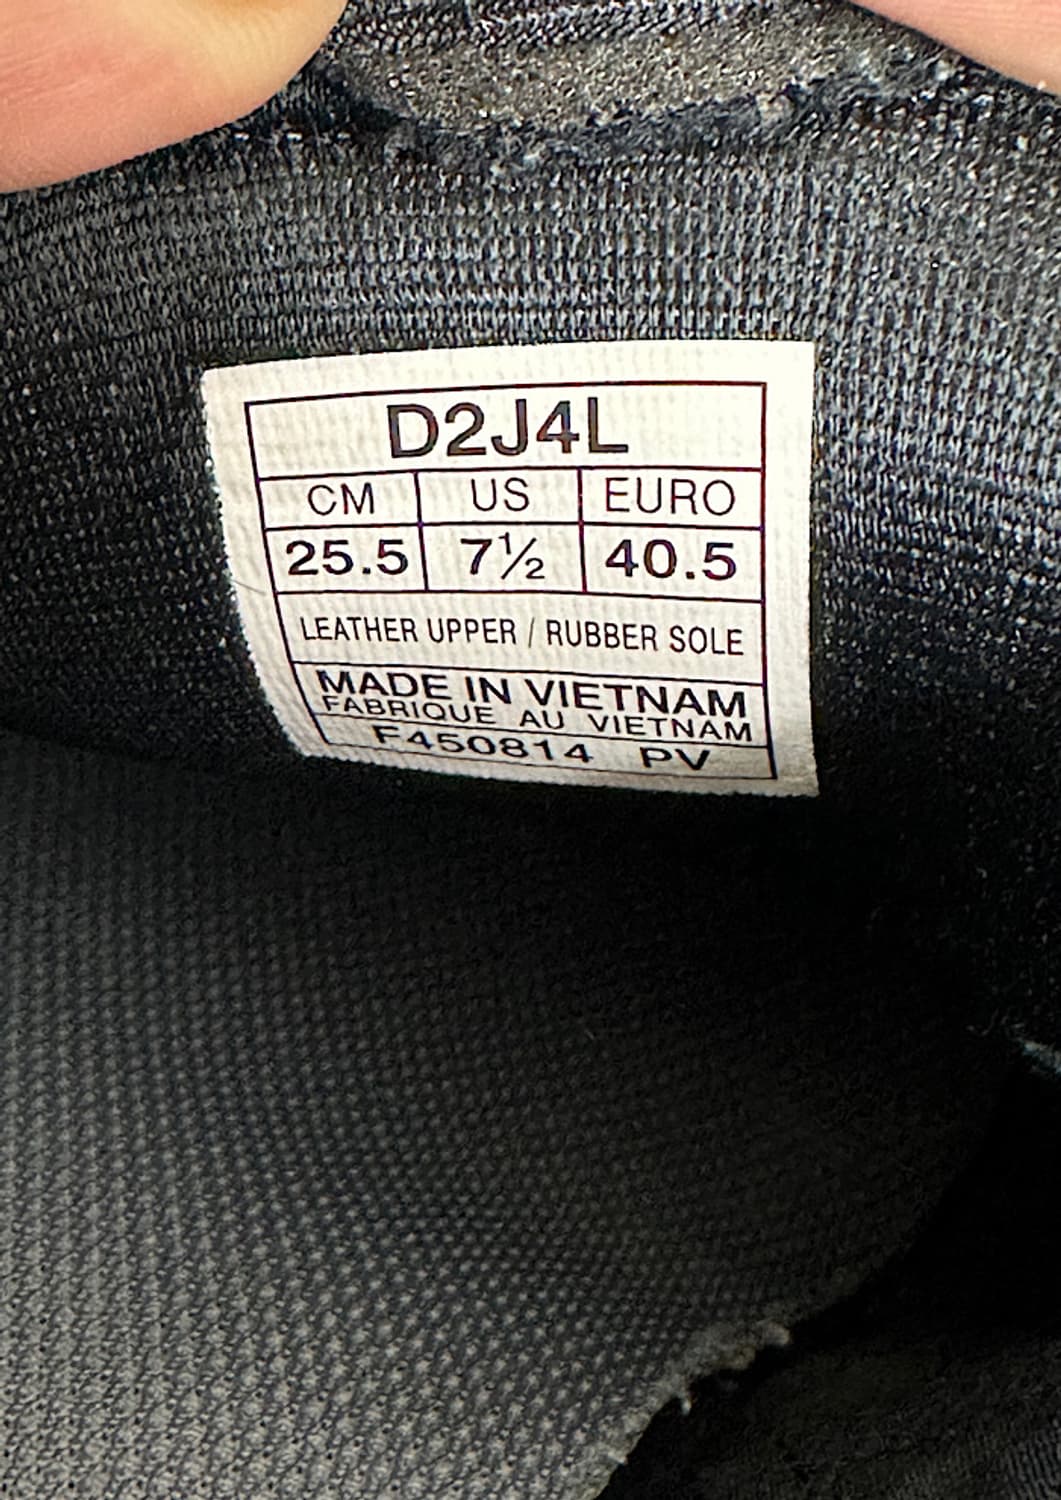 D2J4L
CM US EURO
25.5 7½ 40.5
LEATHER UPPER / RUBBER SOLE
MADE IN VIETNAM
FABRIQUE AU VIETNAM
F450814 PV